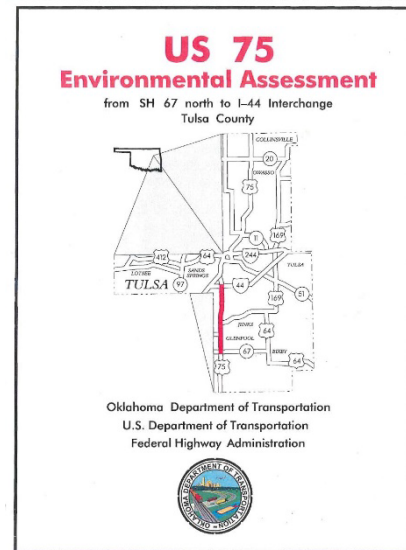 US 75
Environmental Assessment
from SH 67 north to I-44 Interchange
Tulsa County
COLLINSVILLE
20
OWASSO
75
169
11
412
64
244
LOTSEE
SANDS
SPRINGS
TULSA
TULSA
97
44
51
169
JENKS
64
GLENPOOL
67
BIXBY
64
75
Oklahoma Department of Transportation
U.S. Department of Transportation
Federal Highway Administration
OKLAHOMA DEPARTMENT OF TRANSPORTATION